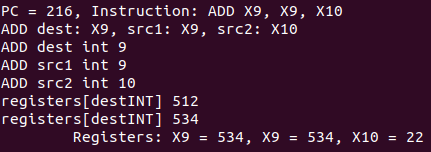 PC = 216, Instruction: ADD X9, X9, X10
ADD dest: X9, src1: X9, src2: X10
ADD dest int 9
ADD src1 int 9
ADD src2 int 10
registers[destINT] 512
registers[destINT] 534
Registers: X9 = 534, X9 = 534, X10 = 22